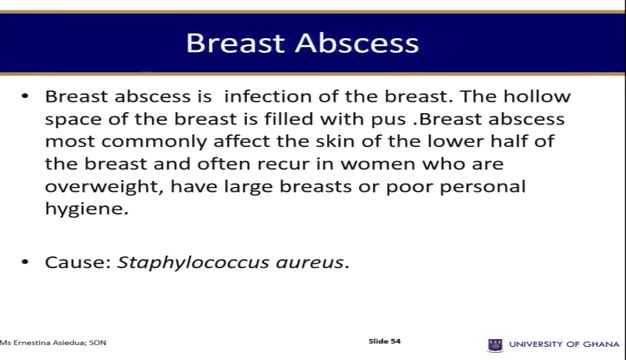 Breast Abscess
• Breast abscess is infection of the breast. The hollow
space of the breast is filled with pus .Breast abscess
most commonly affect the skin of the lower half of
the breast and often recur in women who are
overweight, have large breasts or poor personal
hygiene.
• Cause: Staphylococcus aureus.
Ms Ernestina Asiedua; SON
Slide 54
UNIVERSITY OF GHANA